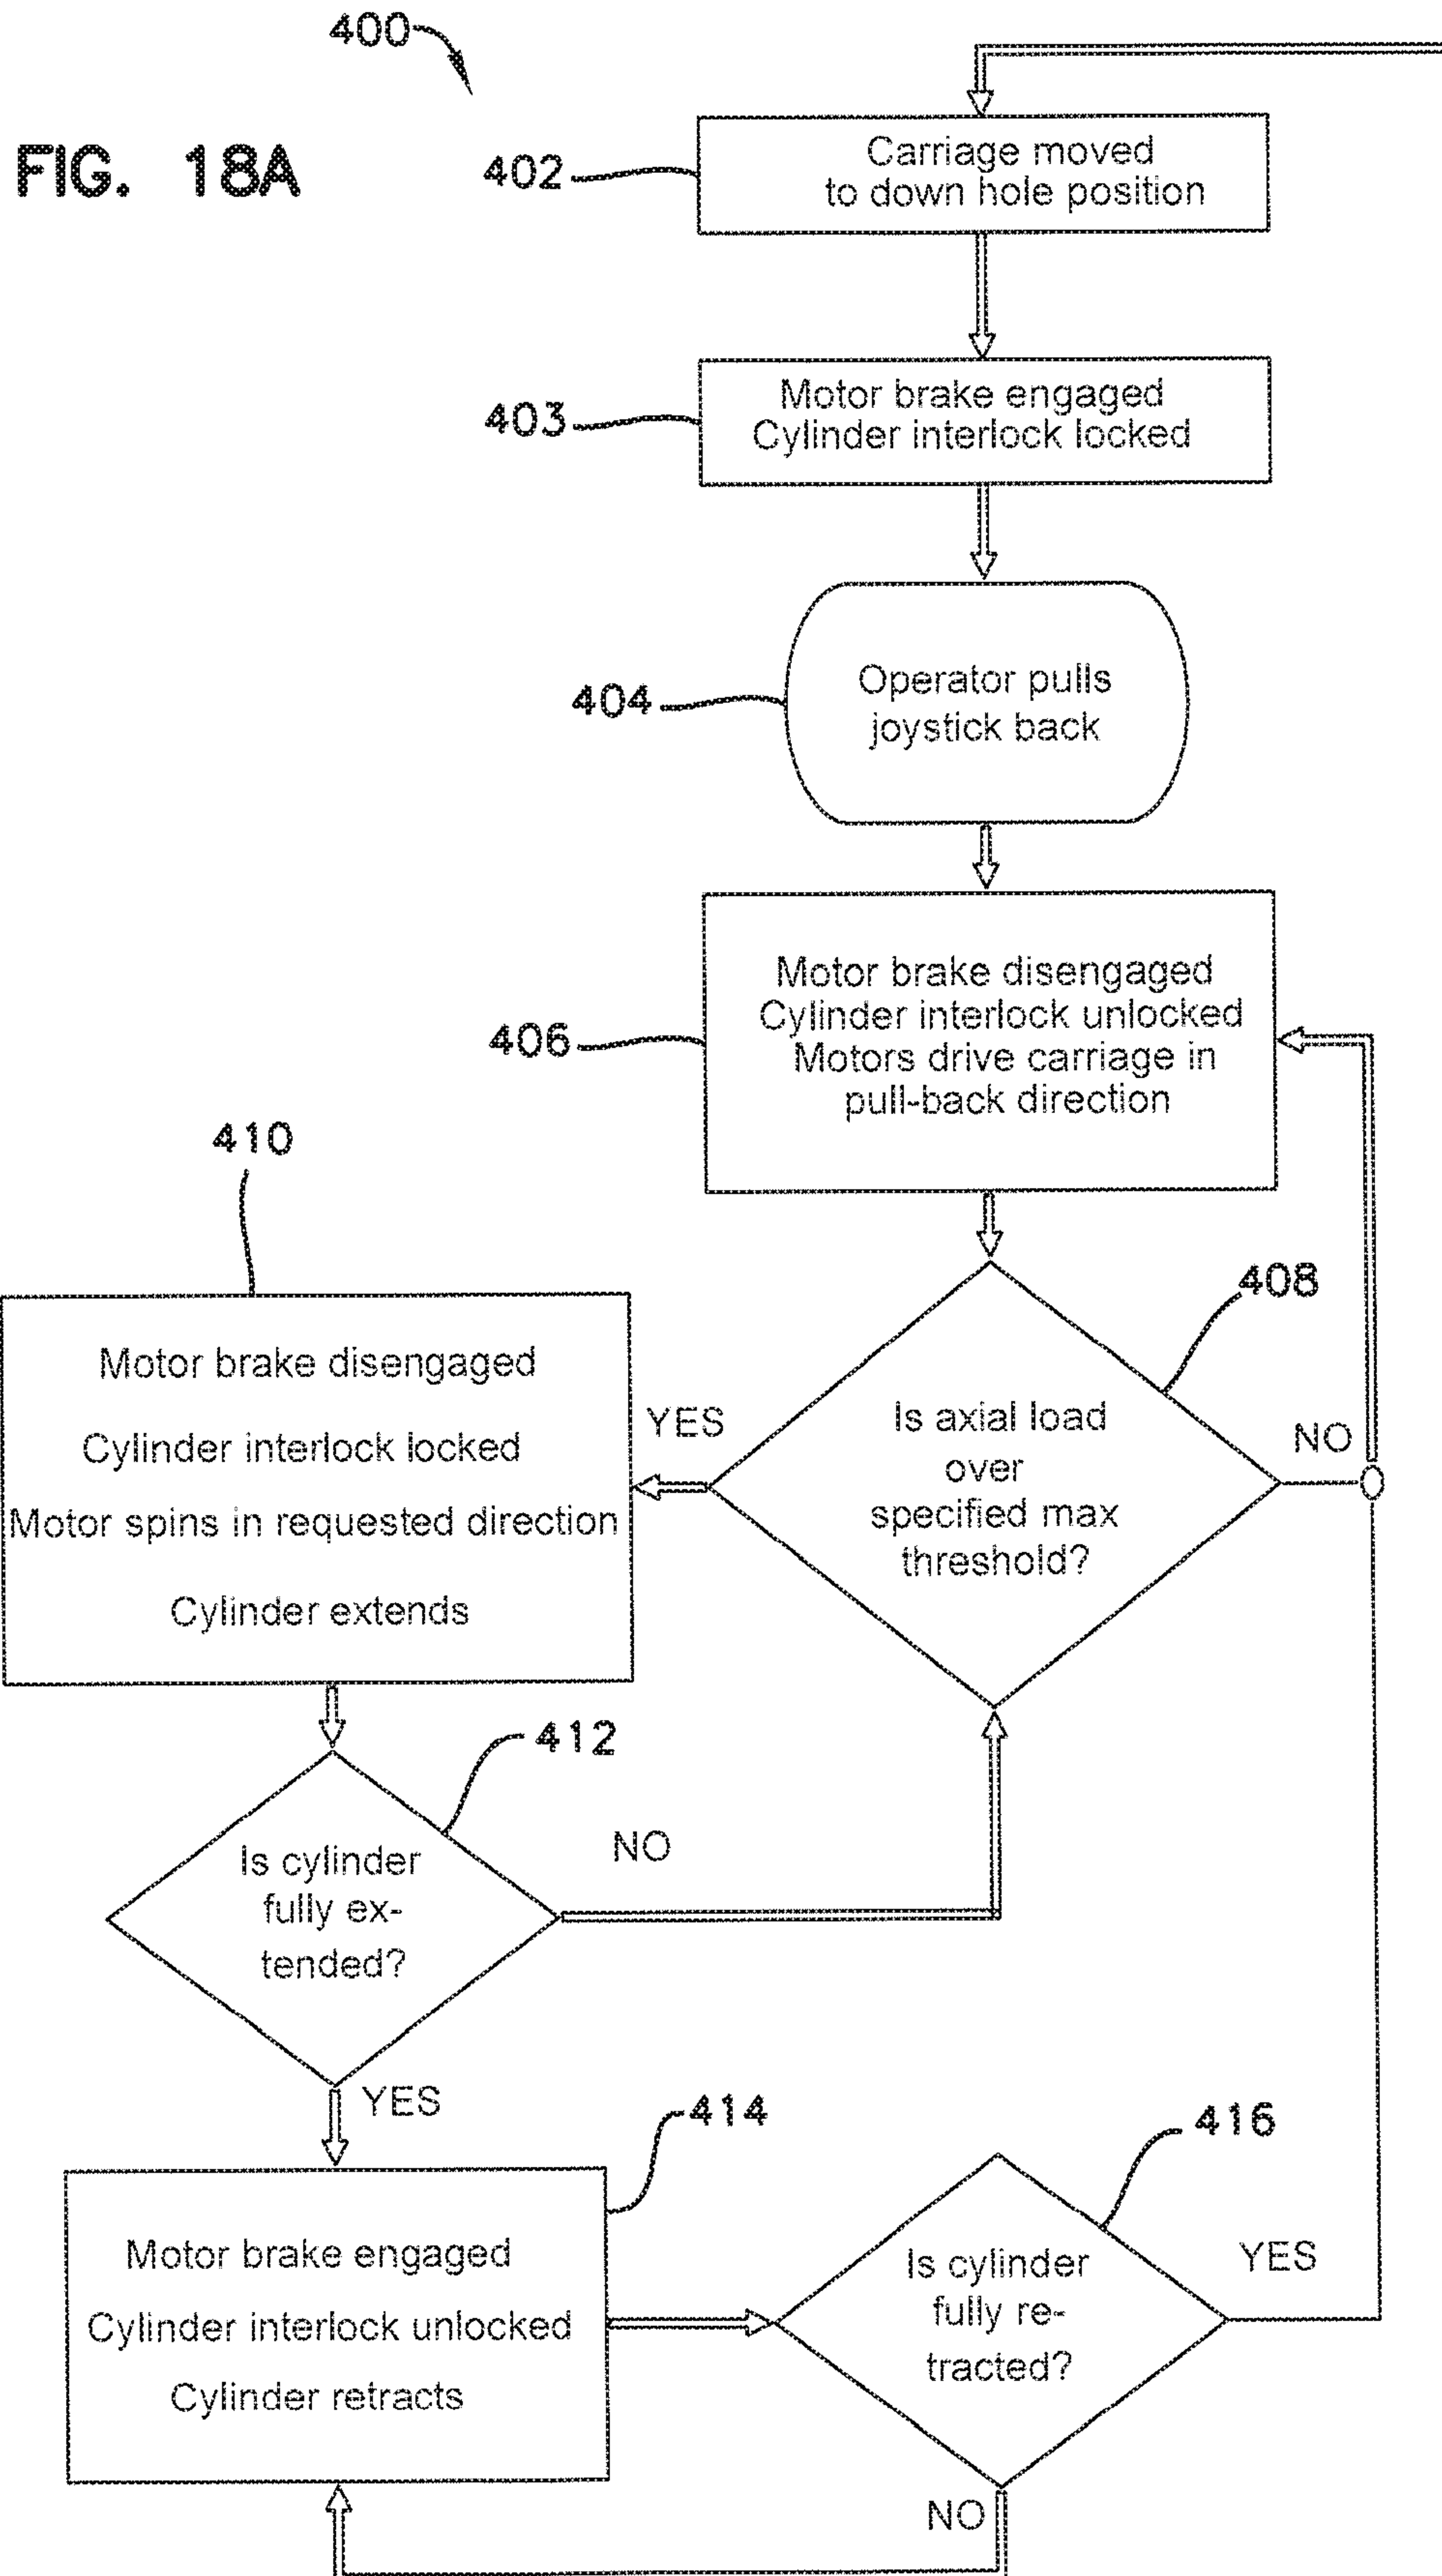 400
FIG. 18A
402
Carriage moved
to down hole position
403
Motor brake engaged
Cylinder interlock locked
404
Operator pulls
joystick back
406
Motor brake disengaged
Cylinder interlock unlocked
Motors drive carriage in
pull-back direction
410
Motor brake disengaged
Cylinder interlock locked
Motor spins in requested direction
Cylinder extends
YES
408
Is axial load
over
specified max
threshold?
NO
412
Is cylinder
fully ex-
tended?
NO
YES
414
Motor brake engaged
Cylinder interlock unlocked
Cylinder retracts
416
Is cylinder
fully re-
tracted?
YES
NO